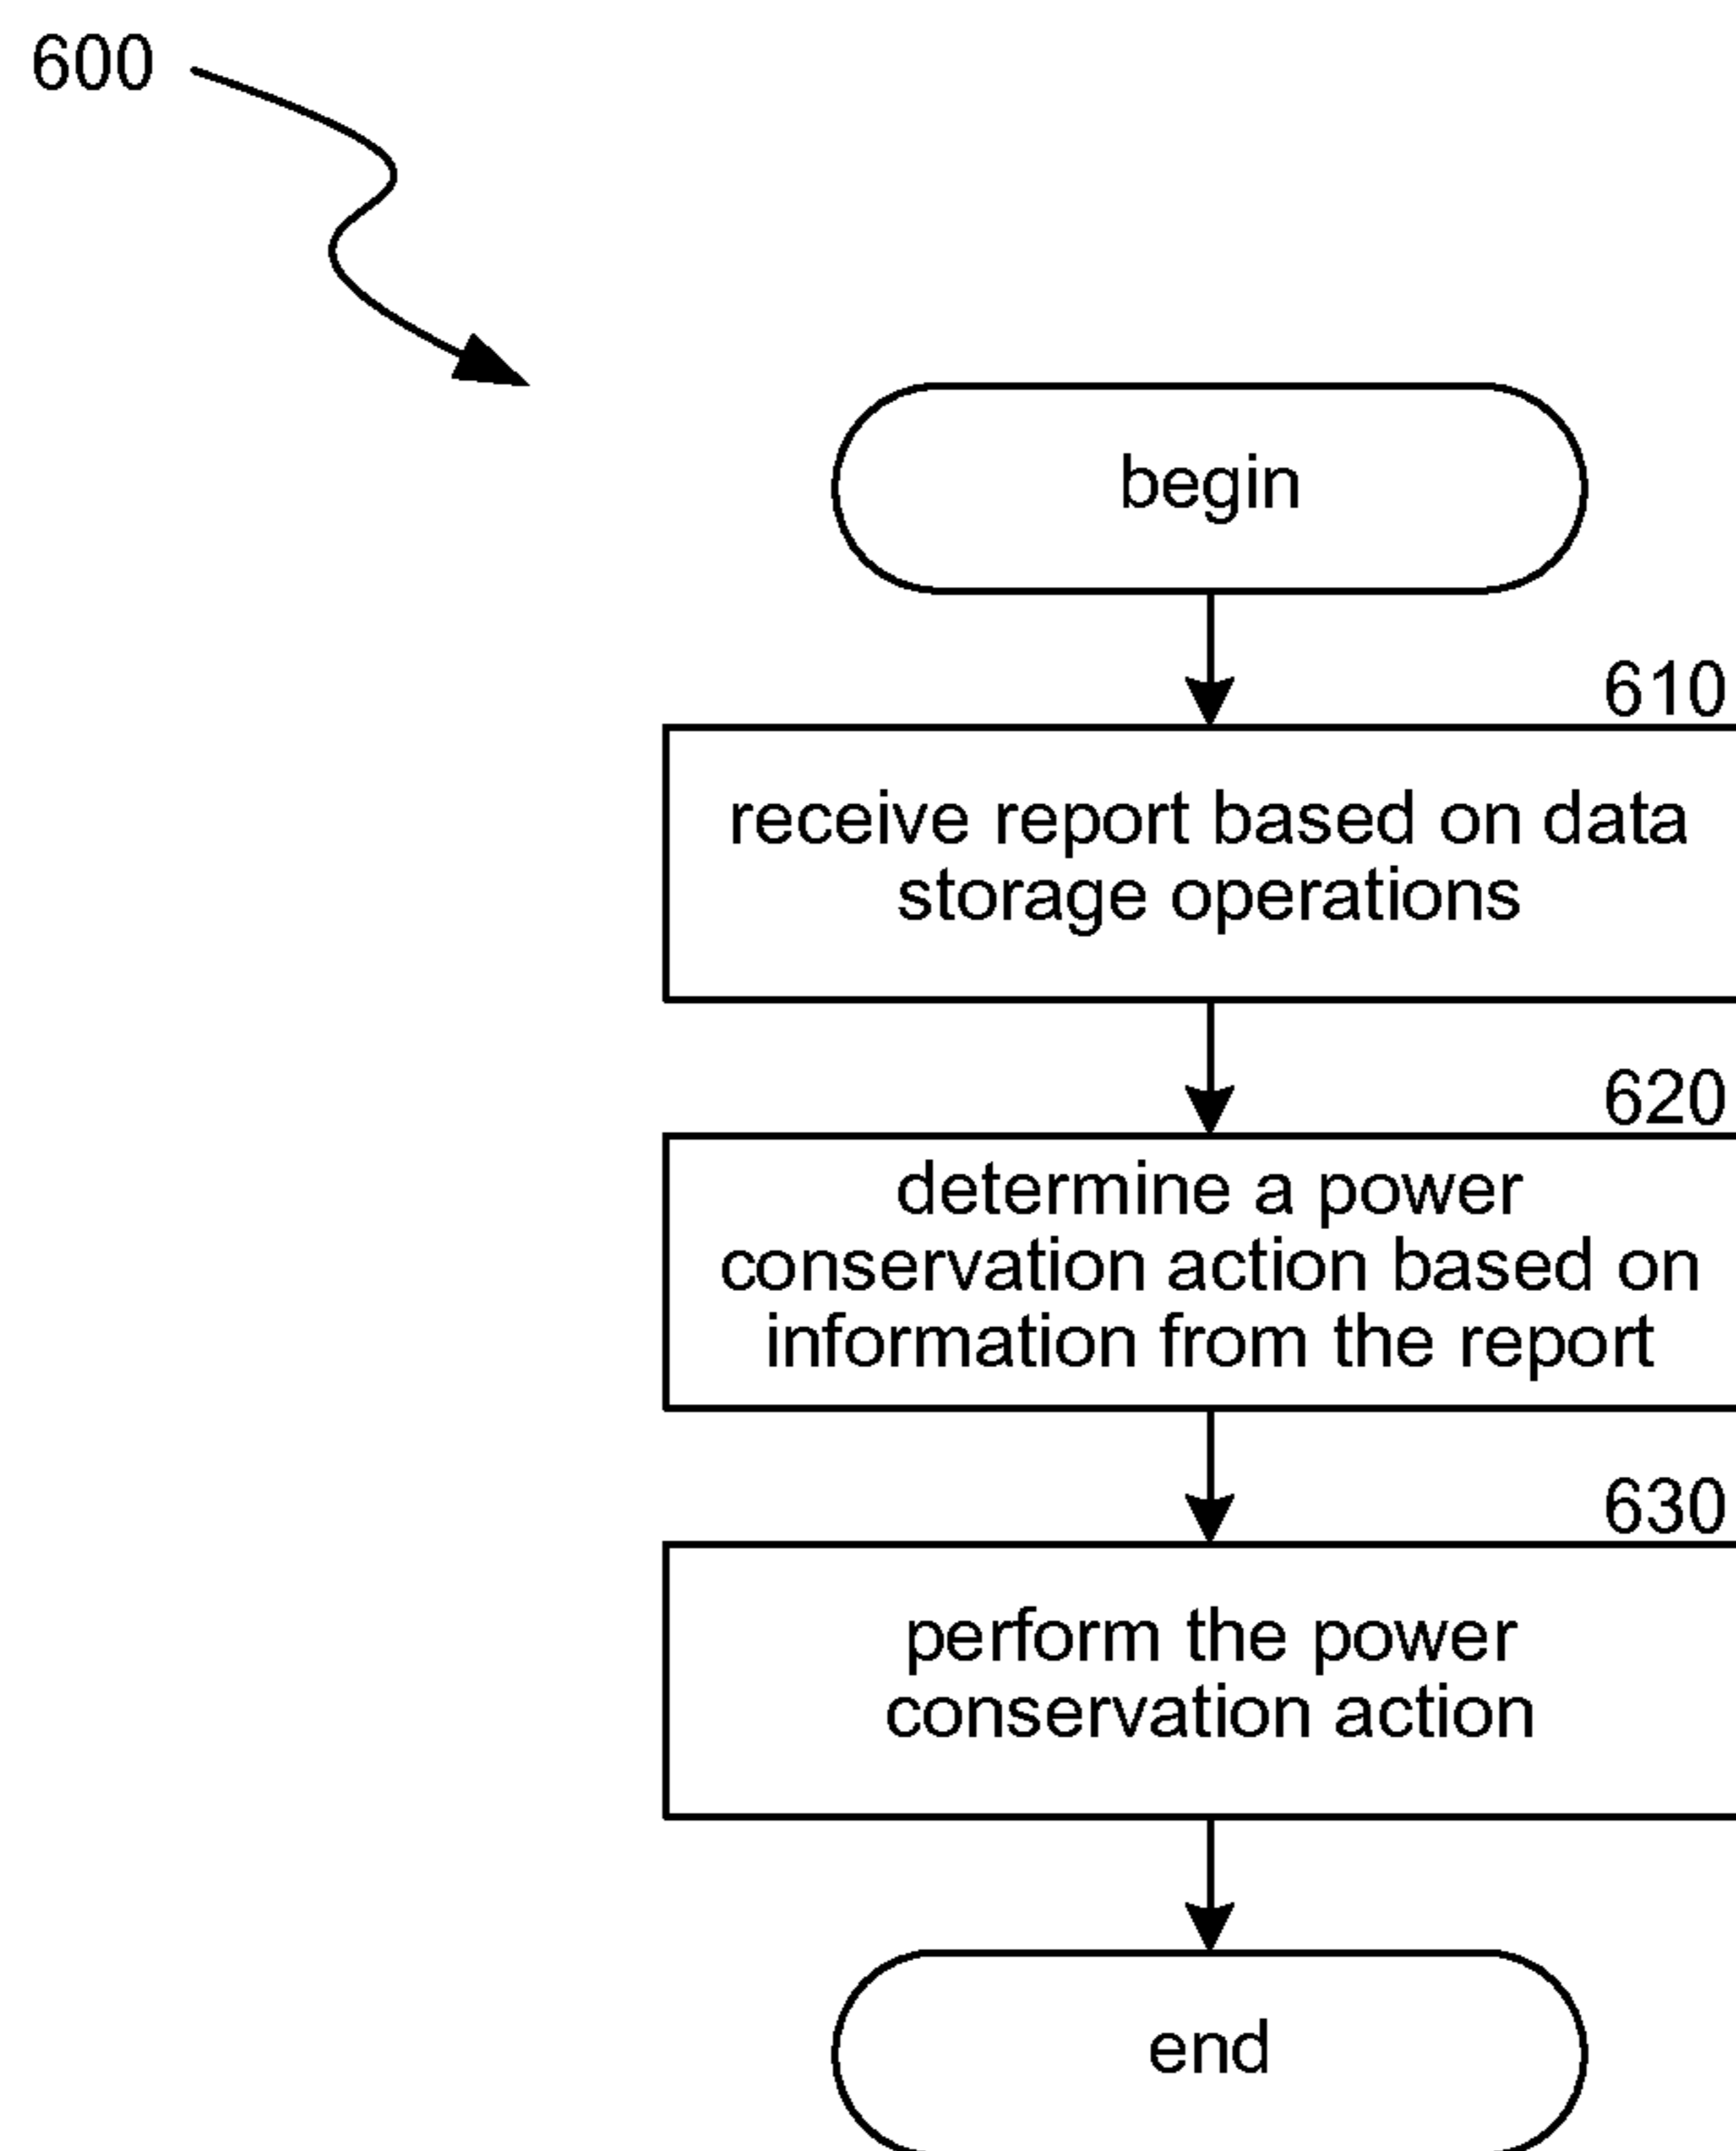 600
begin
610
receive report based on data
storage operations
620
determine a power
conservation action based on
information from the report
630
perform the power
conservation action
end